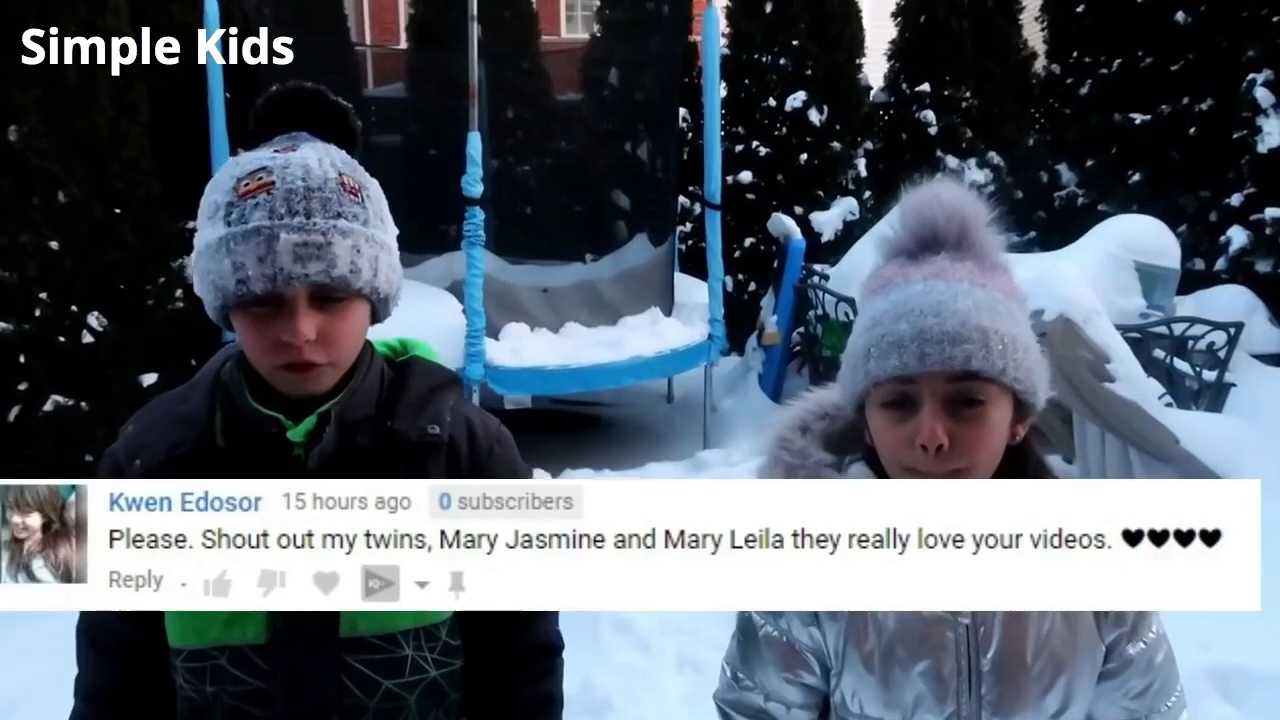 Simple Kids
Kwen Edosor 15 hours ago 0 subscribers
Please. Shout out my twins, Mary Jasmine and Mary Leila they really love your videos. ♥♥♥♥
Reply .